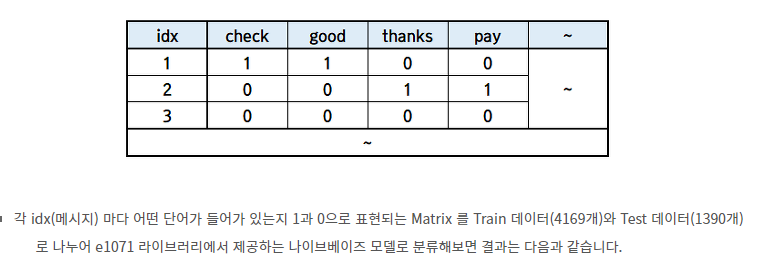 idx check good thanks pay ~
1 1 1 0 0
2 0 0 1 1 ~
3 0 0 0 0
~
각 idx(메시지) 마다 어떤 단어가 들어가 있는지 1과 0으로 표현되는 Matrix 를 Train 데이터(4169개)와 Test 데이터(1390개)
로 나누어 e1071 라이브러리에서 제공하는 나이브베이즈 모델로 분류해보면 결과는 다음과 같습니다.